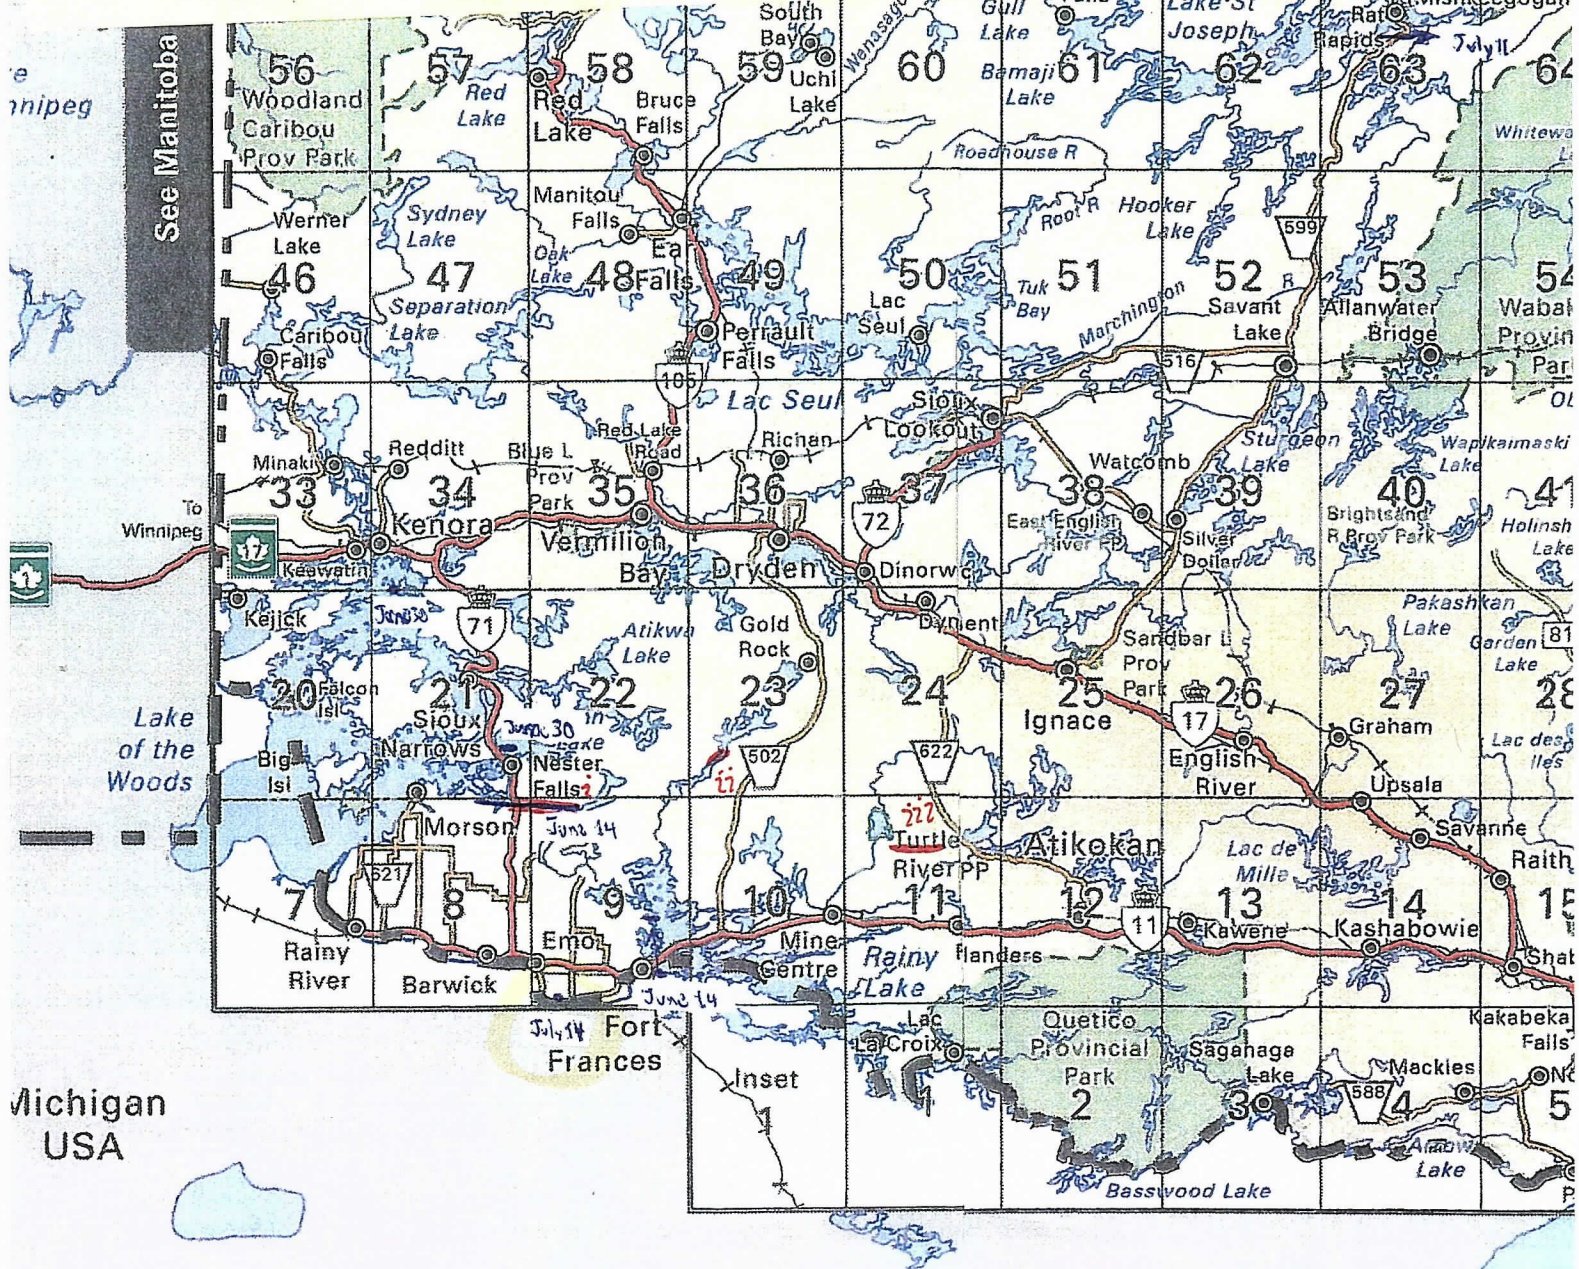 South
Bay
Uchi
Lake
Wenasaga
Gull
Lake
Lake St
Joseph
Rat
Rapids
July 11
See Manitoba
nnipeg
56
57
58
59
60
61
62
63
64
Woodland
Caribou
Prov Park
Red
Lake
Red
Lake
Bruce
Falls
Bamaji
Lake
Whitewa
Roadhouse R
Manitou
Falls
Ear
Falls
Werner
Lake
Sydney
Lake
Oak
Lake
Root R
Hooker
Lake
599
46
47
48
49
50
51
52
53
54
Separation
Lake
Lac
Seul
Tuk
Bay
Marchington
R
Savant
Lake
Allanwater
Bridge
Wabak
Provin
Par
Caribou
Falls
Perrault
Falls
105
516
Lac Seul
Sioux
Lookout
Minaki
Redditt
Blue L
Prov
Park
Red Lake
Road
Richan
Watcomb
Sturgeon
Lake
Wapikaimaski
Lake
33
34
35
36
37
38
39
40
41
To
Winnipeg
1
17
Keewatin
Kenora
Vermilion
Bay
Dryden
72
Dinorwic
East English
River PP
Silver
Dollar
Brightsand
R Prov Park
Holinsh
Lake
Kejick
June 30
71
Atikwa
Lake
Gold
Rock
Dyment
Sandbar L
Prov
Park
Pakashkan
Lake
Garden
Lake
81
20
21
22
23
24
25
26
27
28
Falcon
Isl
Sioux
Narrows
June 30
Lake
Nester
Falls i
Lake
of the
Woods
Big
Isl
ii
502
622
Ignace
17
English
River
Graham
Upsala
Lac des
Iles
Morson
June 14
iii
Turtle
River PP
Atikokan
Lac de
Mille
Savanne
Raith
621
7
8
9
10
11
12
13
14
15
Rainy
River
Barwick
Emo
Mine
Centre
Rainy
Lake
Flanders
11
Kawene
Kashabowie
Shab
June 14
July 14
Fort
Frances
Lac
La Croix
Quetico
Provincial
Park
Saganaga
Lake
Kakabeka
Falls
Mackies
588
Inset
1
1
2
3
4
5
Arrow
Lake
Basswood Lake
Michigan
USA